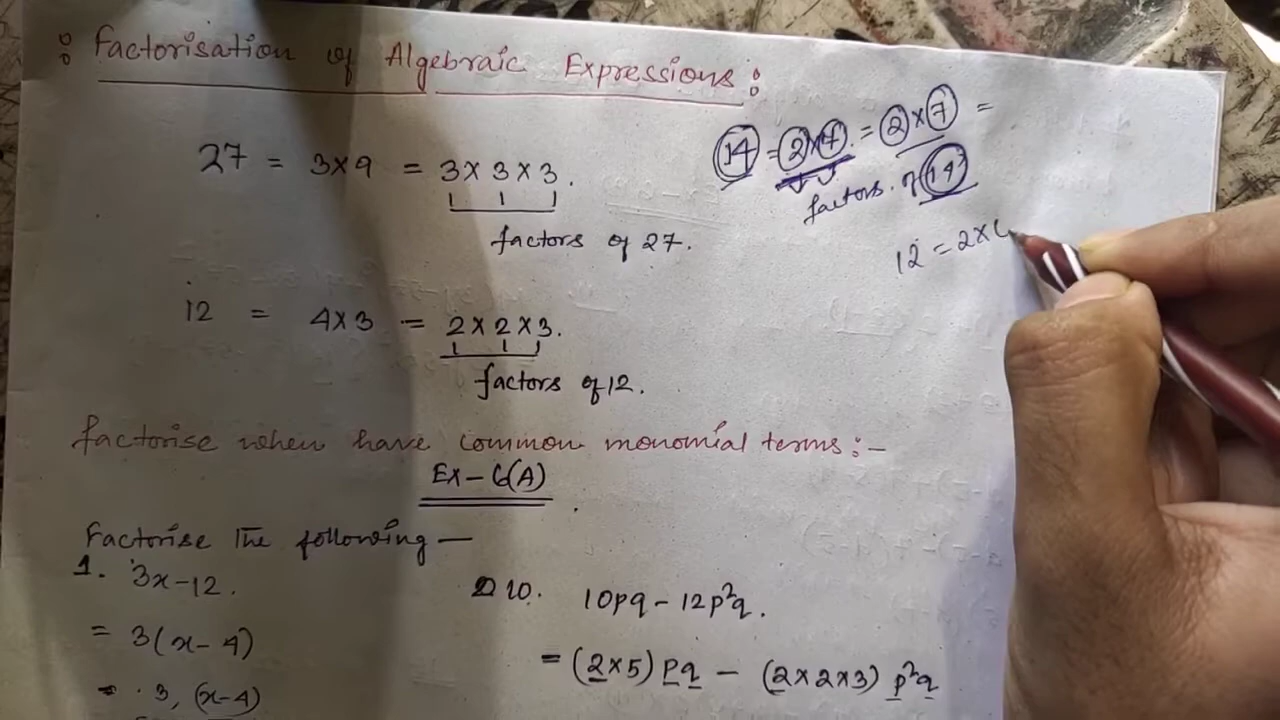 : Factorisation of Algebraic Expressions :
27 = 3×9 = 3 × 3 × 3.
factors of 27.
14 = 2×7 = 2 × 7 =
factors. of 14
12 = 2×
12 = 4×3 = 2 × 2 × 3.
factors of 12.
factorise when have common monomial terms :-
Ex – 6(A)
Factorise The following —
1. 3x – 12.
= 3(x – 4)
= 3, (x–4)
10. 10pq – 12p²q.
= (2×5) pq – (2×2×3) p²q